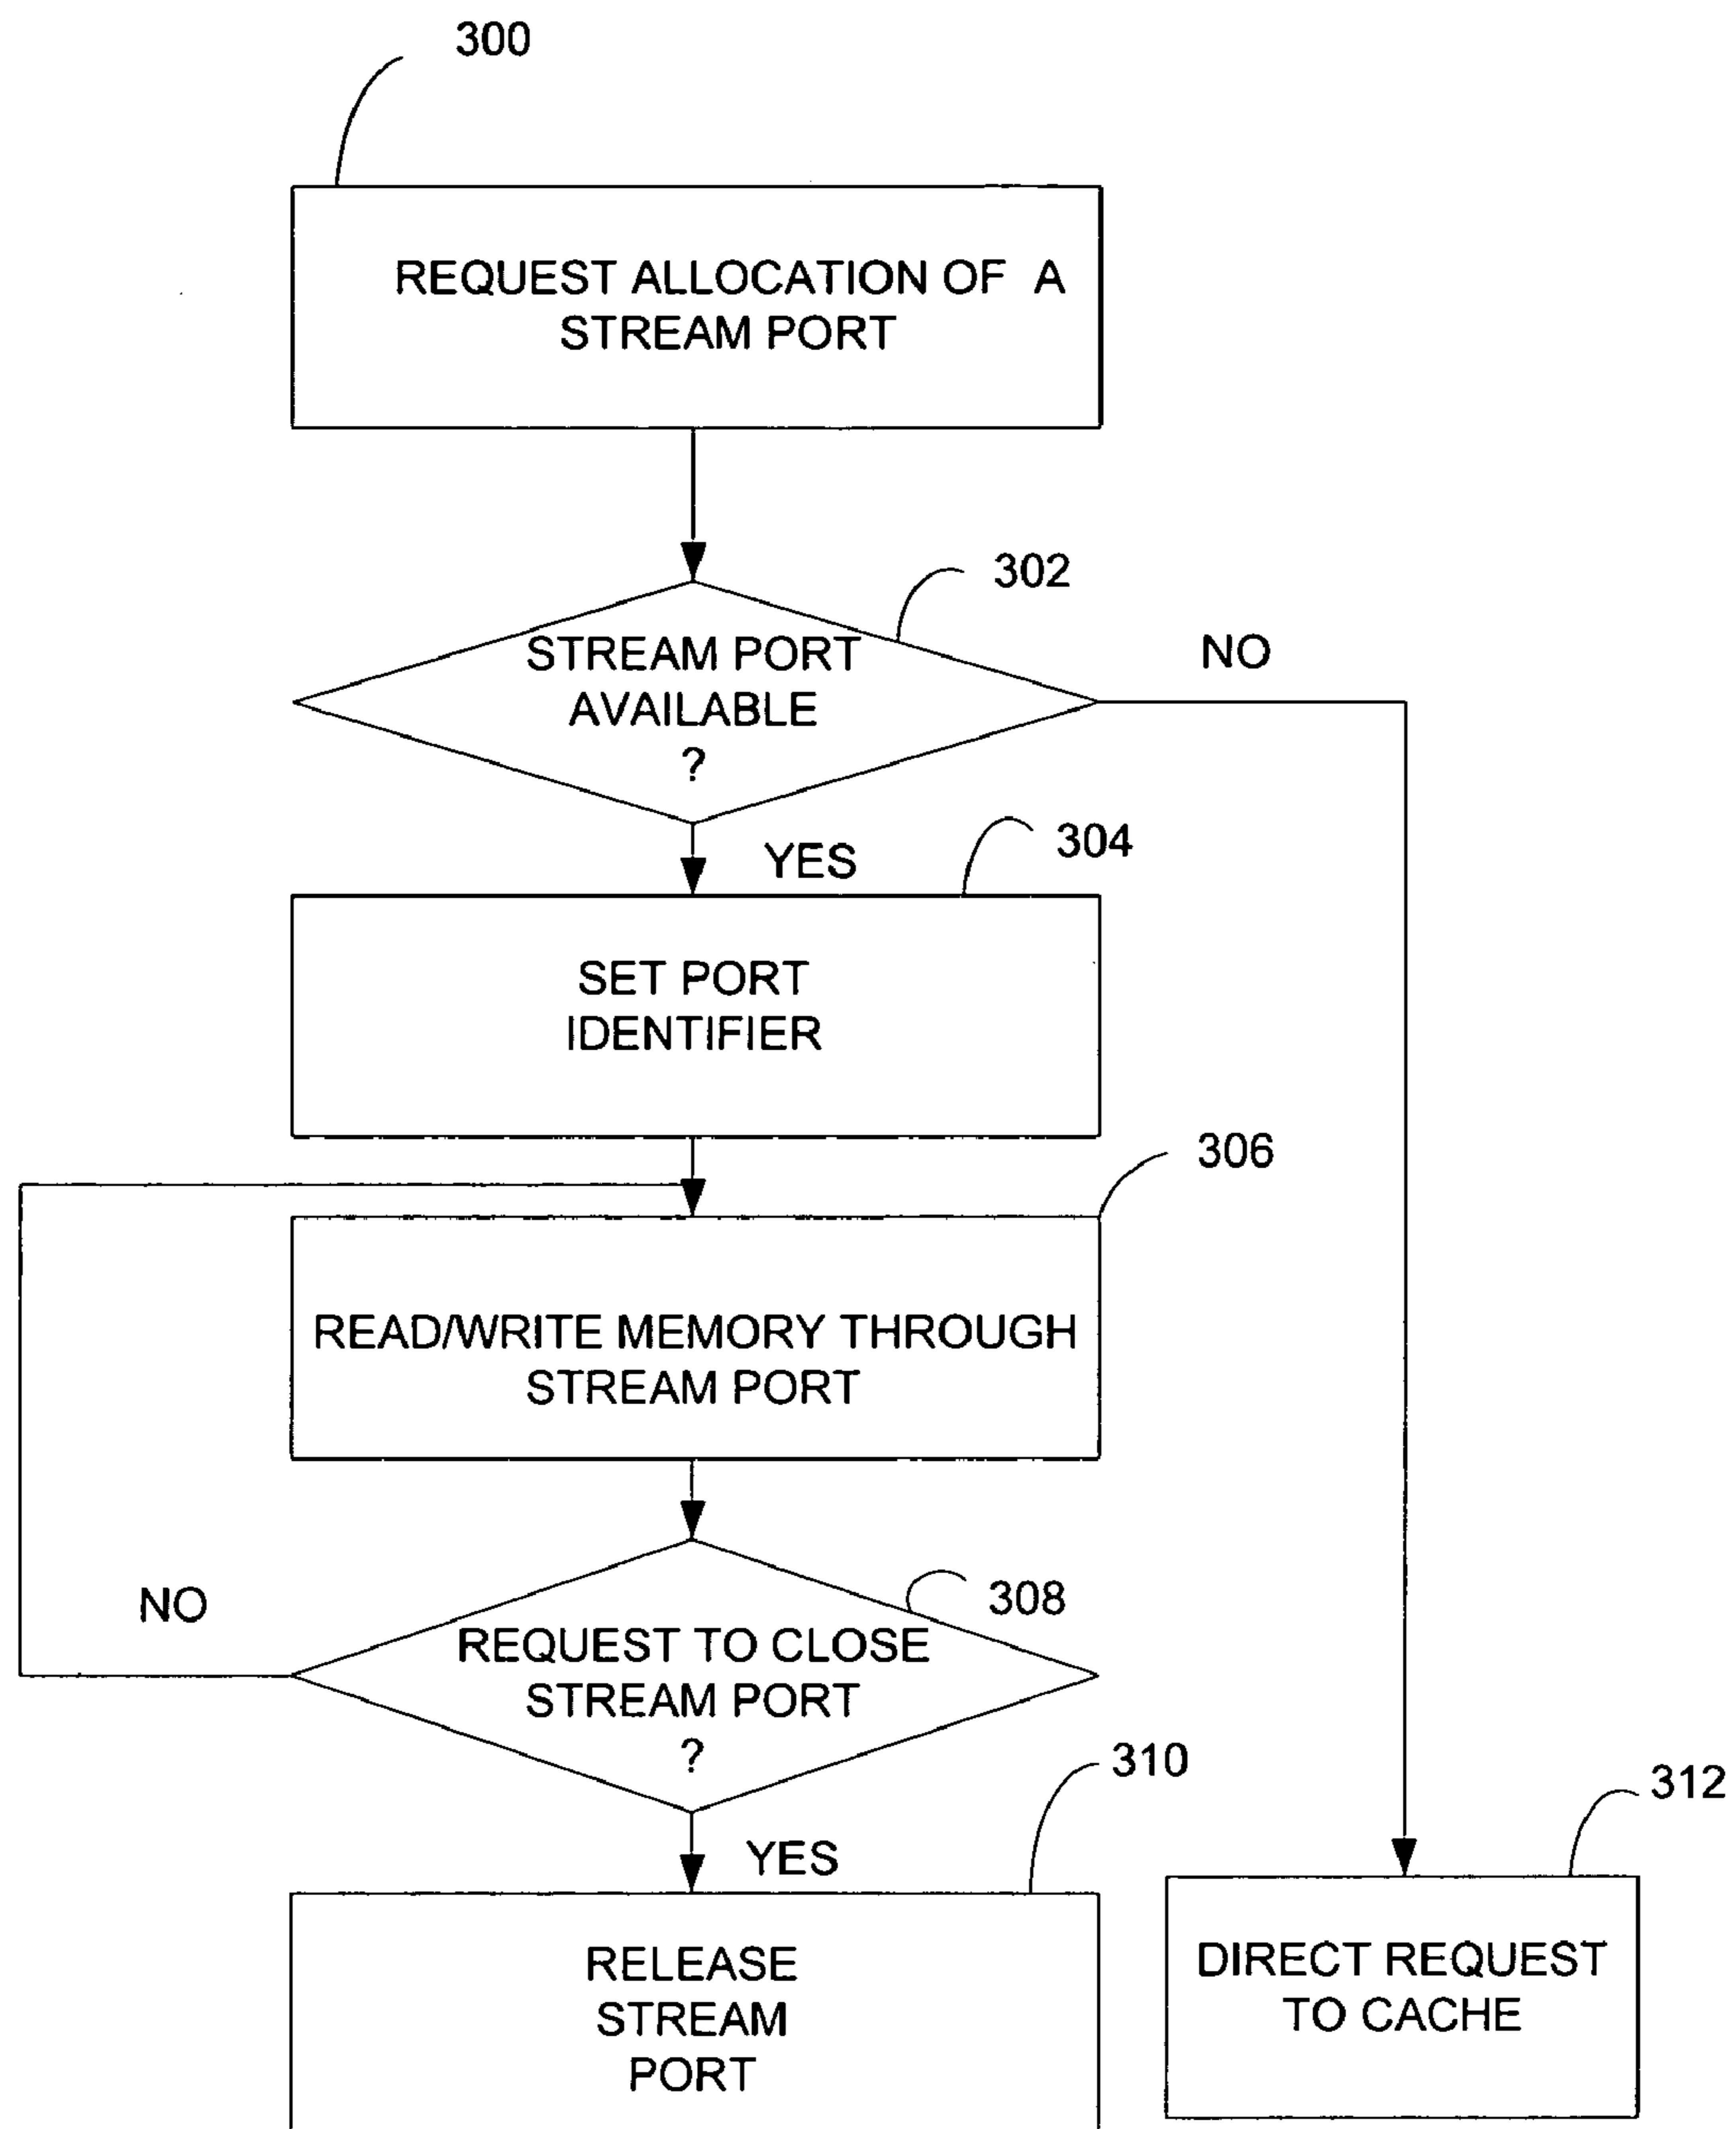 300
REQUEST ALLOCATION OF A
STREAM PORT
302
STREAM PORT
AVAILABLE
?
NO
YES
304
SET PORT
IDENTIFIER
306
READ/WRITE MEMORY THROUGH
STREAM PORT
308
NO
REQUEST TO CLOSE
STREAM PORT
?
310
YES
312
RELEASE
STREAM
PORT
DIRECT REQUEST
TO CACHE